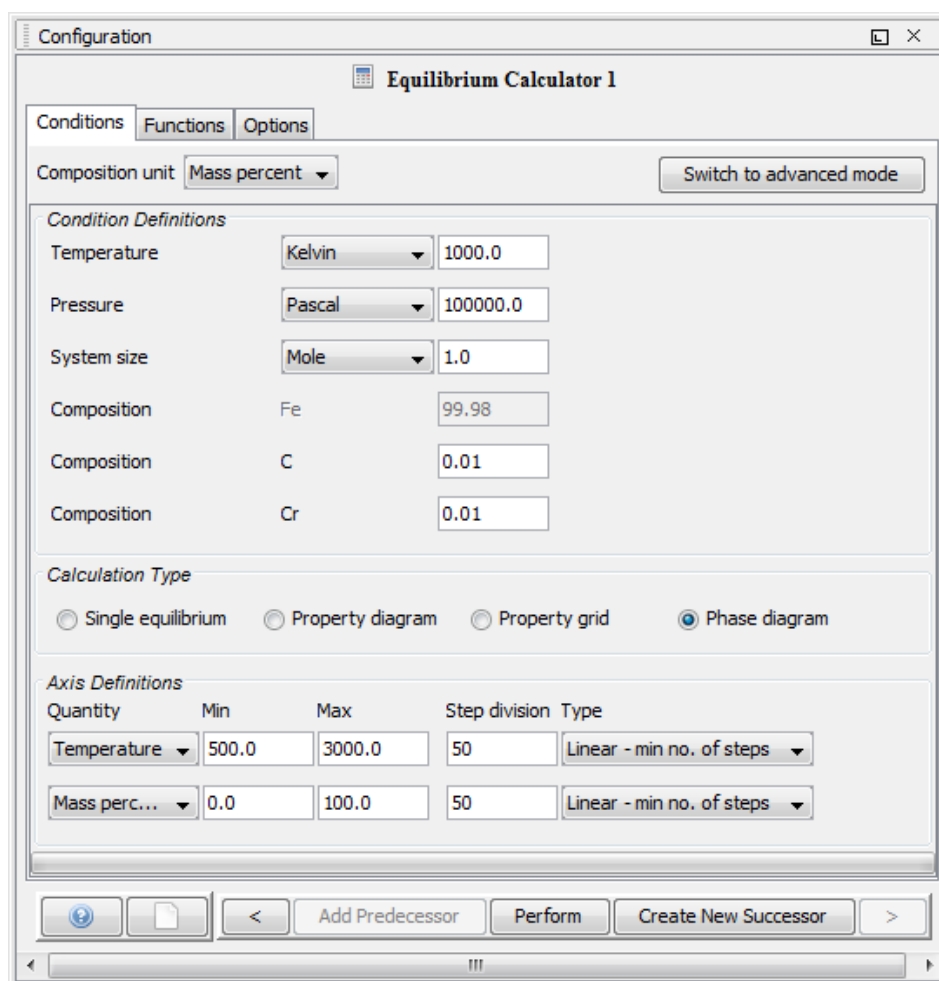 Configuration
Equilibrium Calculator 1
Conditions Functions Options
Composition unit Mass percent Switch to advanced mode
Condition Definitions
Temperature Kelvin 1000.0
Pressure Pascal 100000.0
System size Mole 1.0
Composition Fe 99.98
Composition C 0.01
Composition Cr 0.01
Calculation Type
Single equilibrium Property diagram Property grid Phase diagram
Axis Definitions
Quantity Min Max Step division Type
Temperature 500.0 3000.0 50 Linear - min no. of steps
Mass perc... 0.0 100.0 50 Linear - min no. of steps
? < Add Predecessor Perform Create New Successor >